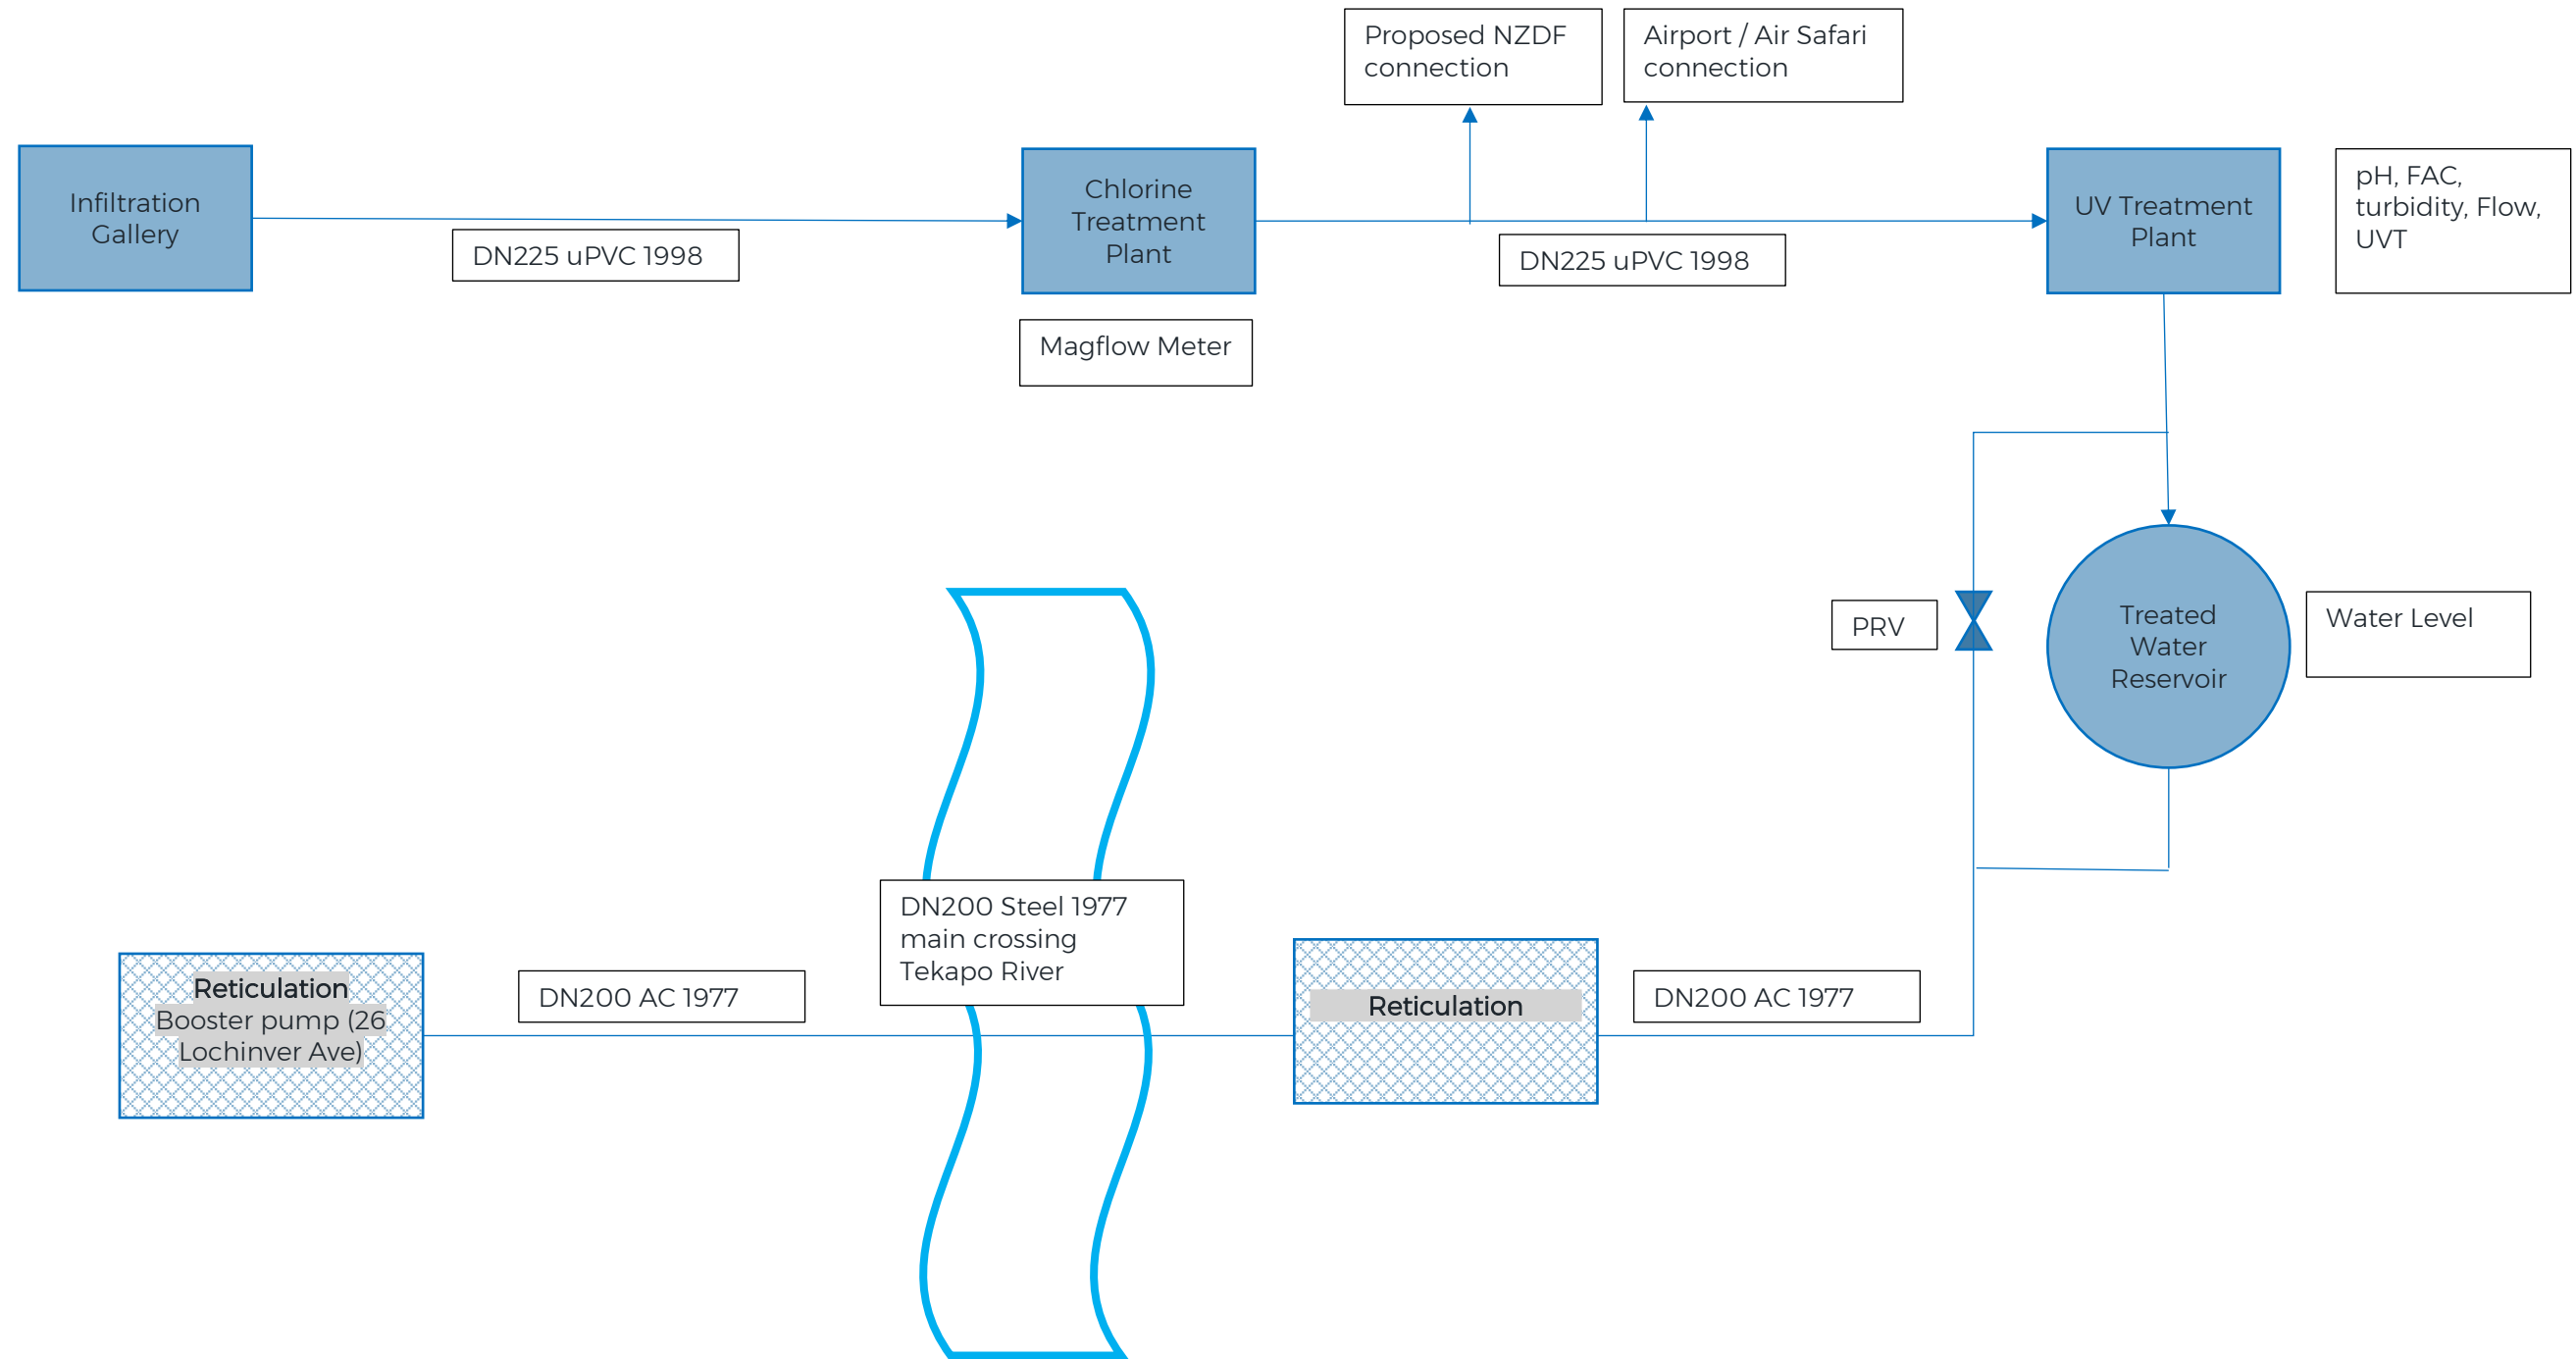 Proposed NZDF
connection
Airport / Air Safari
connection
Infiltration
Gallery
DN225 uPVC 1998
Chlorine
Treatment
Plant
Magflow Meter
DN225 uPVC 1998
UV Treatment
Plant
pH, FAC,
turbidity, Flow,
UVT
PRV
Treated
Water
Reservoir
Water Level
Reticulation
Booster pump (26
Lochinver Ave)
DN200 AC 1977
DN200 Steel 1977
main crossing
Tekapo River
Reticulation
DN200 AC 1977